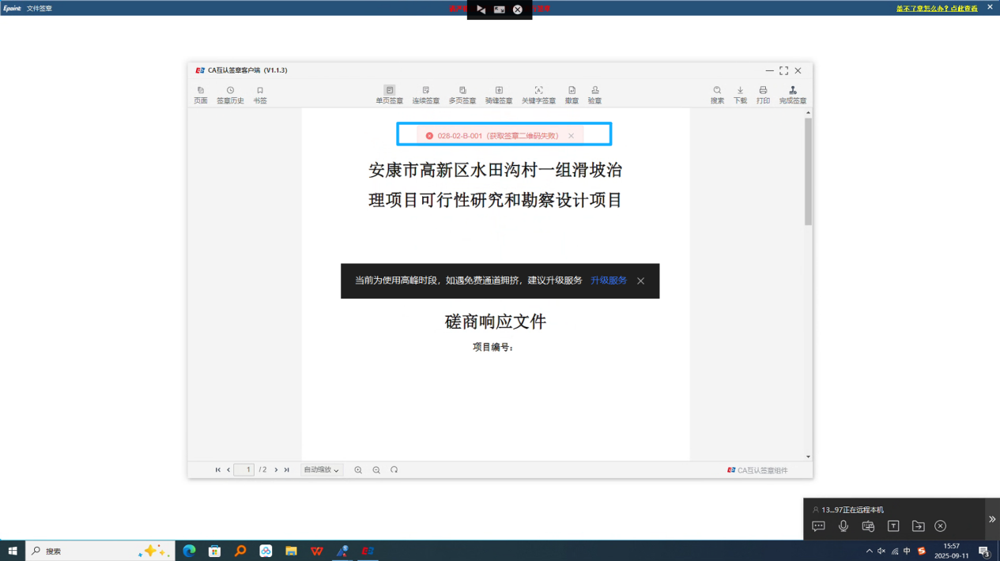 Epoint 文件签章
盖不了章怎么办？点此查看
CA互认签章客户端（V1.1.3）
页面 签章历史 书签 单页签章 连续签章 多页签章 骑缝签章 关键字签章 撤章 验章 搜索 下载 打印 完成签章
028-02-B-001（获取签章二维码失败）
安康市高新区水田沟村一组滑坡治
理项目可行性研究和勘察设计项目
当前为使用高峰时段，如遇免费通道拥挤，建议升级服务 升级服务
磋商响应文件
项目编号：
1 / 2 自动缩放 CA互认签章组件
13...97正在远程本机
搜索 中 15:57
2025-09-11 3